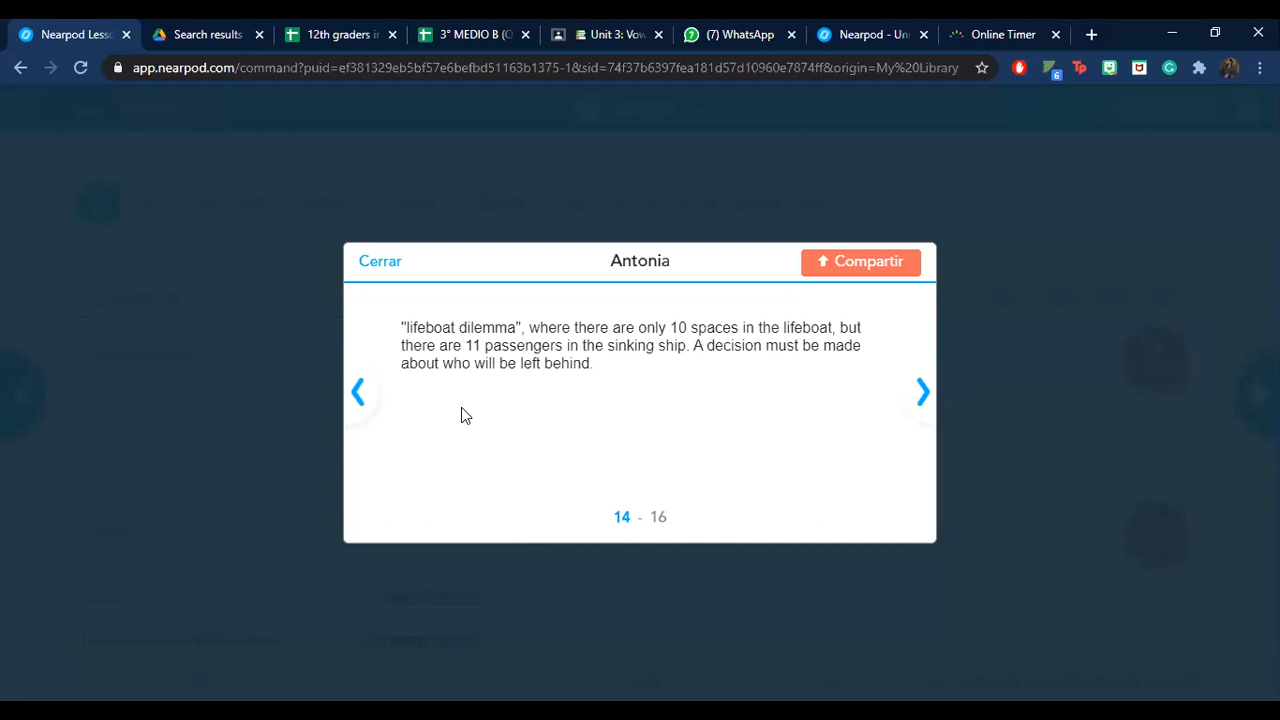 Nearpod Less
Search results
12th graders i
3° MEDIO B (O
Unit 3: Vow
(7) WhatsApp
Nearpod - Uni
Online Timer
app.nearpod.com/command?puid=ef381329eb5bf57e6befbd51163b1375-1&sid=74f37b6397fea181d57d10960e7874ff&origin=My%20Library
6
Cerrar
Antonia
Compartir
"lifeboat dilemma", where there are only 10 spaces in the lifeboat, but
there are 11 passengers in the sinking ship. A decision must be made
about who will be left behind.
14 - 16